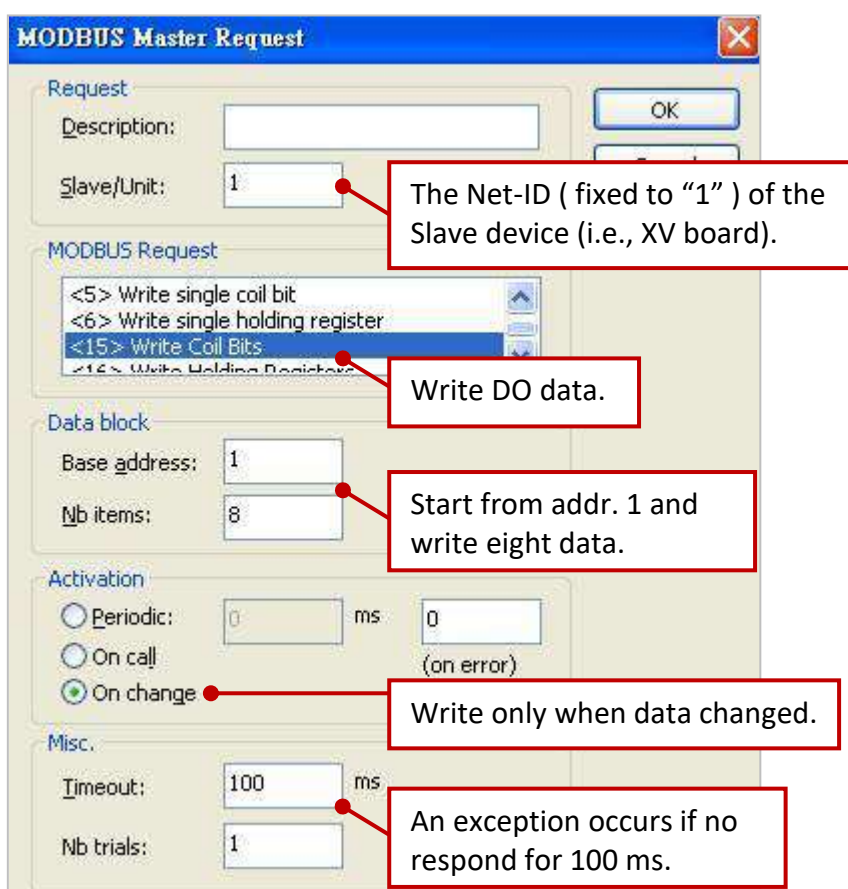 MODBUS Master Request
Request
Description:
OK
Slave/Unit: 1
The Net-ID ( fixed to “1” ) of the
Slave device (i.e., XV board).
MODBUS Request
<5> Write single coil bit
<6> Write single holding register
<15> Write Coil Bits
<16> Write Holding Registers
Write DO data.
Data block
Base address: 1
Nb items: 8
Start from addr. 1 and
write eight data.
Activation
Periodic: 0 ms 0
On call (on error)
On change
Write only when data changed.
Misc.
Timeout: 100 ms
Nb trials: 1
An exception occurs if no
respond for 100 ms.